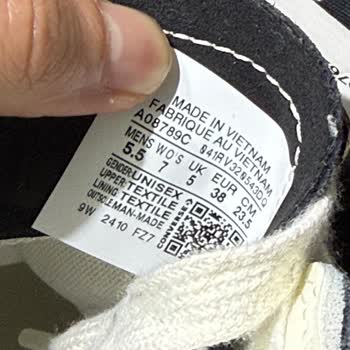 MADE IN VIETNAM
FABRIQUE AU VIETNAM
A08789C 941RV3265430Q
MENS WO'S UK EUR CM
5.5 7 5 38 23.5
GENDER:UNISEX
UPPER:TEXTILE
LINING:TEXTILE
OUTSOLE:MAN-MADE
9W 2410 FZ7